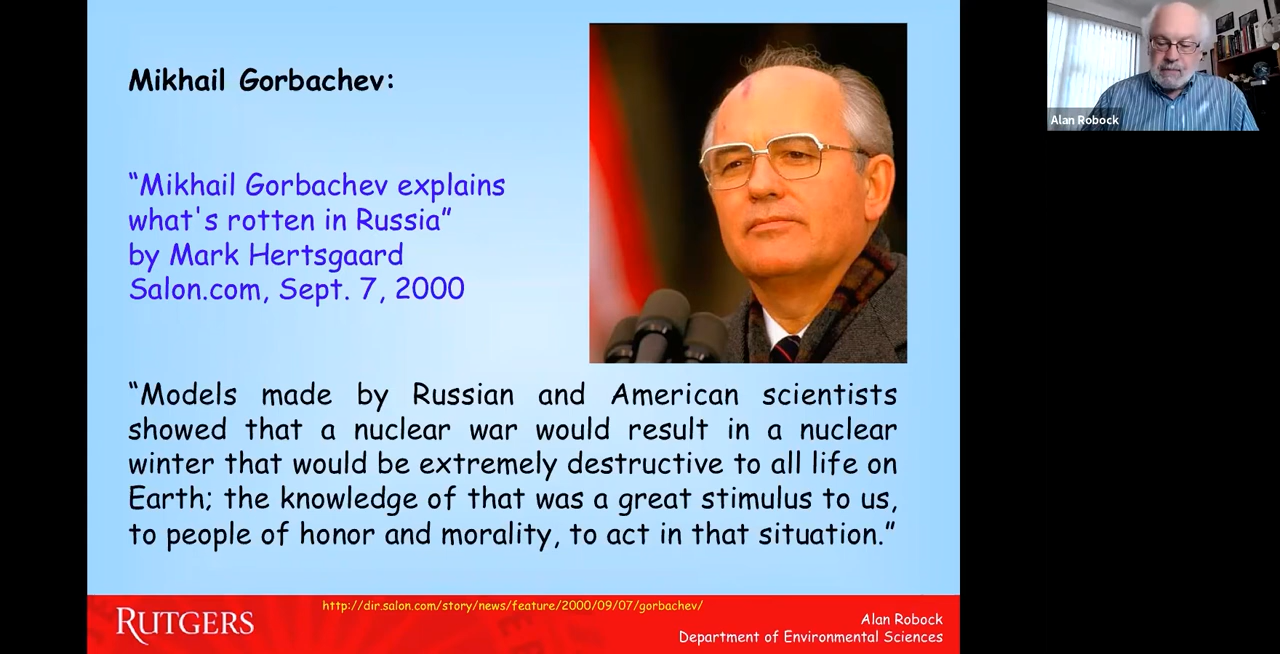 Mikhail Gorbachev:
“Mikhail Gorbachev explains
what's rotten in Russia”
by Mark Hertsgaard
Salon.com, Sept. 7, 2000
“Models made by Russian and American scientists
showed that a nuclear war would result in a nuclear
winter that would be extremely destructive to all life on
Earth; the knowledge of that was a great stimulus to us,
to people of honor and morality, to act in that situation.”
http://dir.salon.com/story/news/feature/2000/09/07/gorbachev/
RUTGERS
Alan Robock
Department of Environmental Sciences
Alan Robock